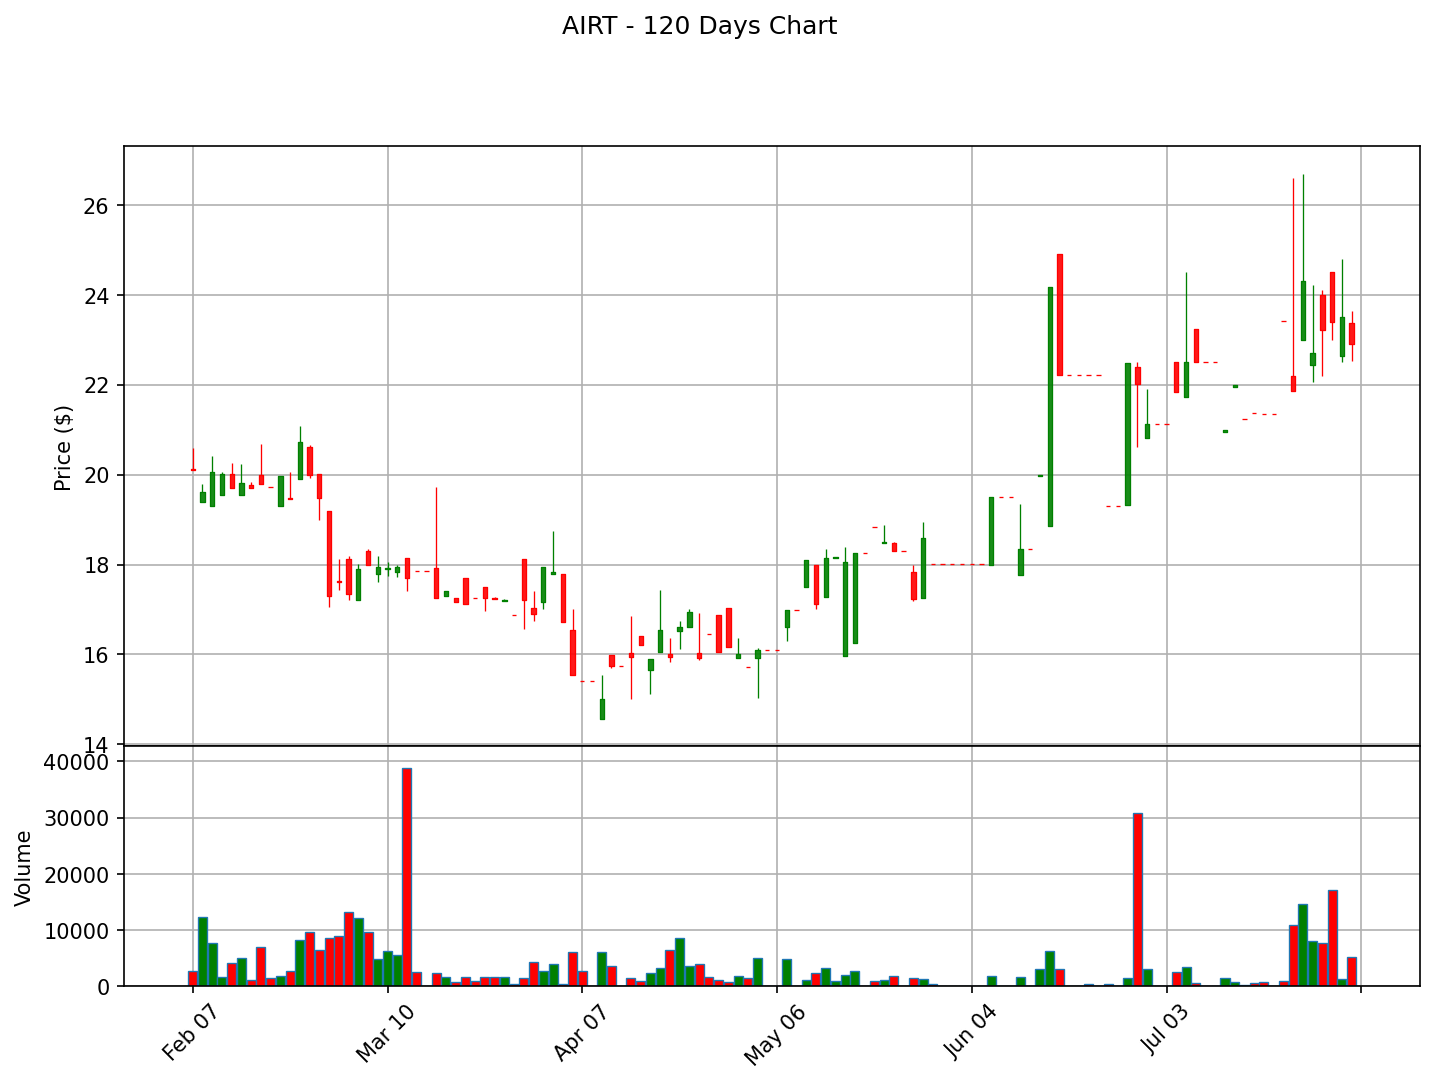 AIRT - 120 Days Chart
Price ($)
26
24
22
20
18
16
14
Volume
40000
30000
20000
10000
0
Feb 07
Mar 10
Apr 07
May 06
Jun 04
Jul 03